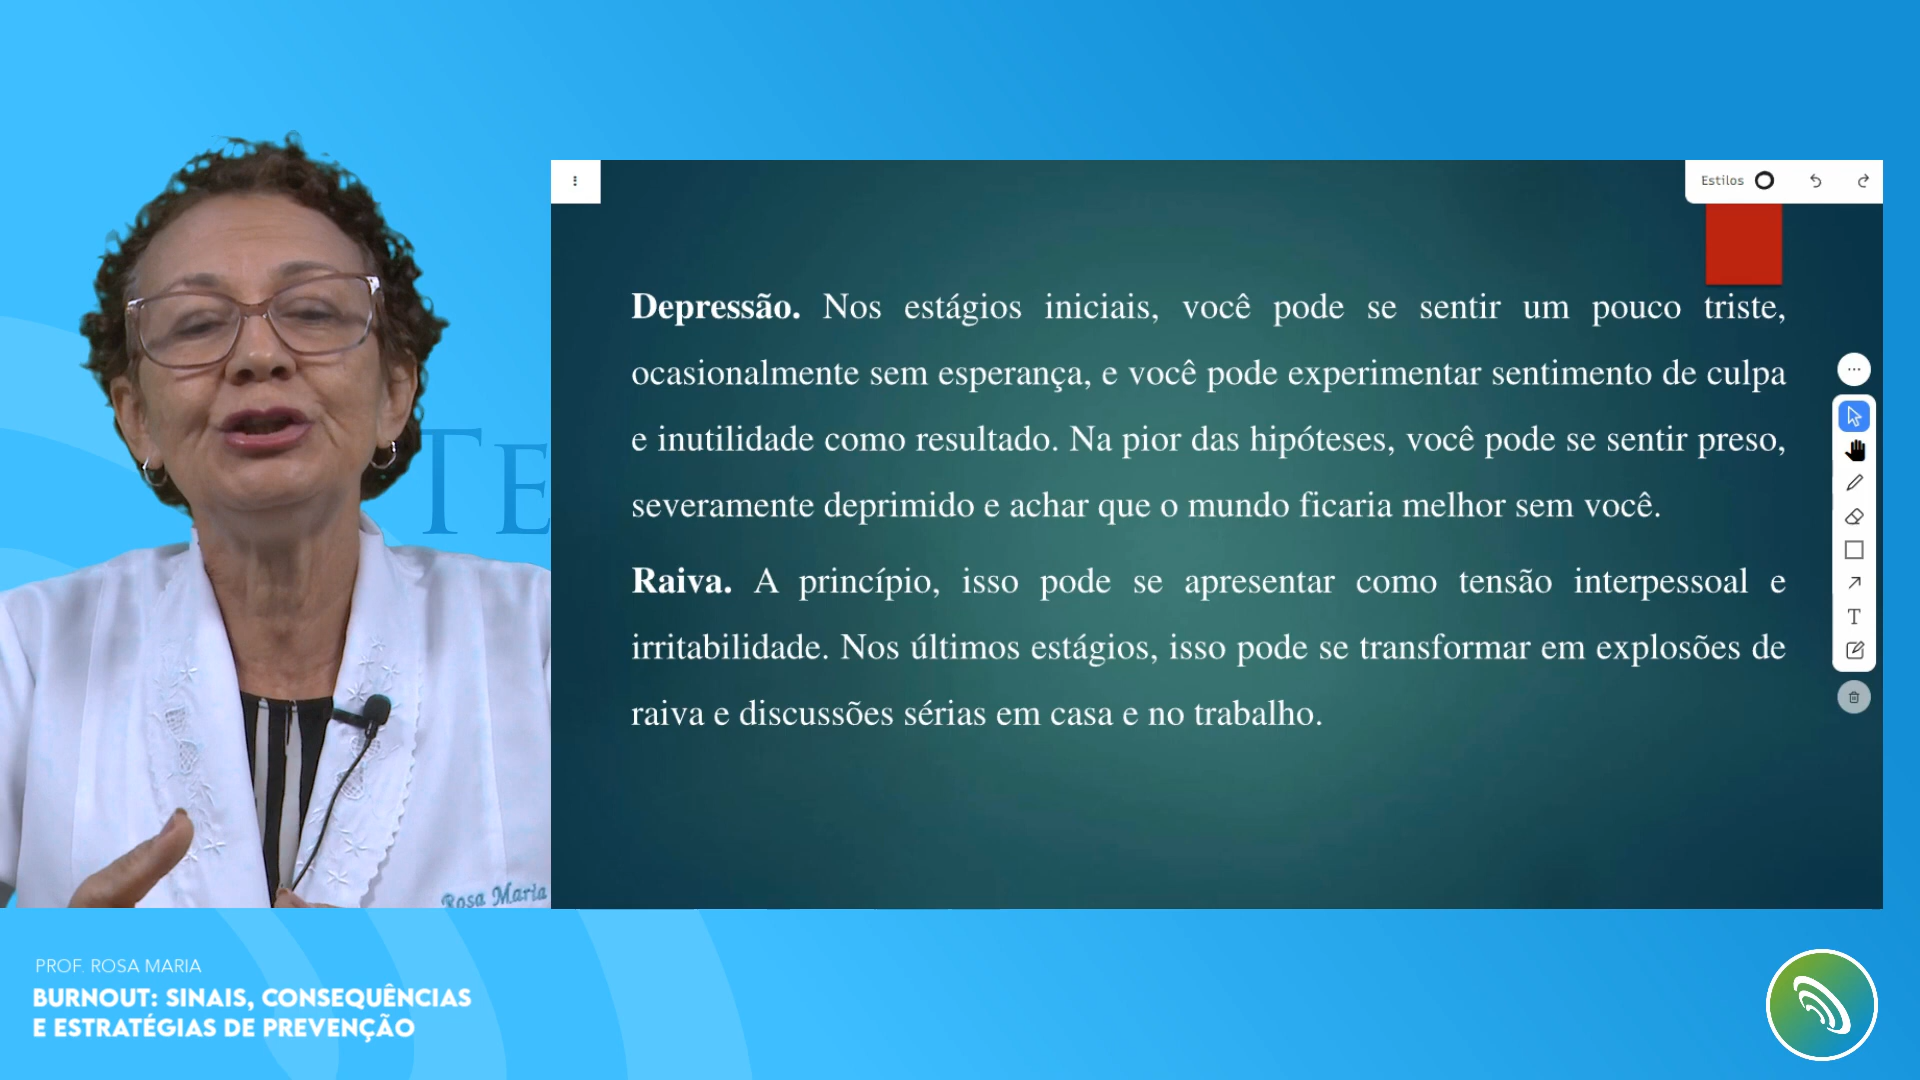 Estilos
Depressão. Nos estágios iniciais, você pode se sentir um pouco triste,
ocasionalmente sem esperança, e você pode experimentar sentimento de culpa
e inutilidade como resultado. Na pior das hipóteses, você pode se sentir preso,
severamente deprimido e achar que o mundo ficaria melhor sem você.
Raiva. A princípio, isso pode se apresentar como tensão interpessoal e
irritabilidade. Nos últimos estágios, isso pode se transformar em explosões de
raiva e discussões sérias em casa e no trabalho.
T
TE
Rosa Maria
PROF. ROSA MARIA
BURNOUT: SINAIS, CONSEQUÊNCIAS
E ESTRATÉGIAS DE PREVENÇÃO